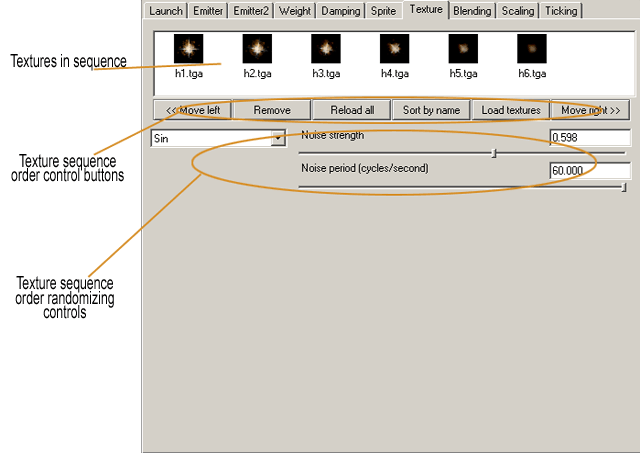 Launch Emitter Emitter2 Weight Damping Sprite Texture Blending Scaling Ticking
Textures in sequence
h1.tga h2.tga h3.tga h4.tga h5.tga h6.tga
<< Move left Remove Reload all Sort by name Load textures Move right >>
Sin Noise strength 0.598
Texture sequence
order control buttons
Noise period (cycles/second) 60.000
Texture sequence
order randomizing
controls